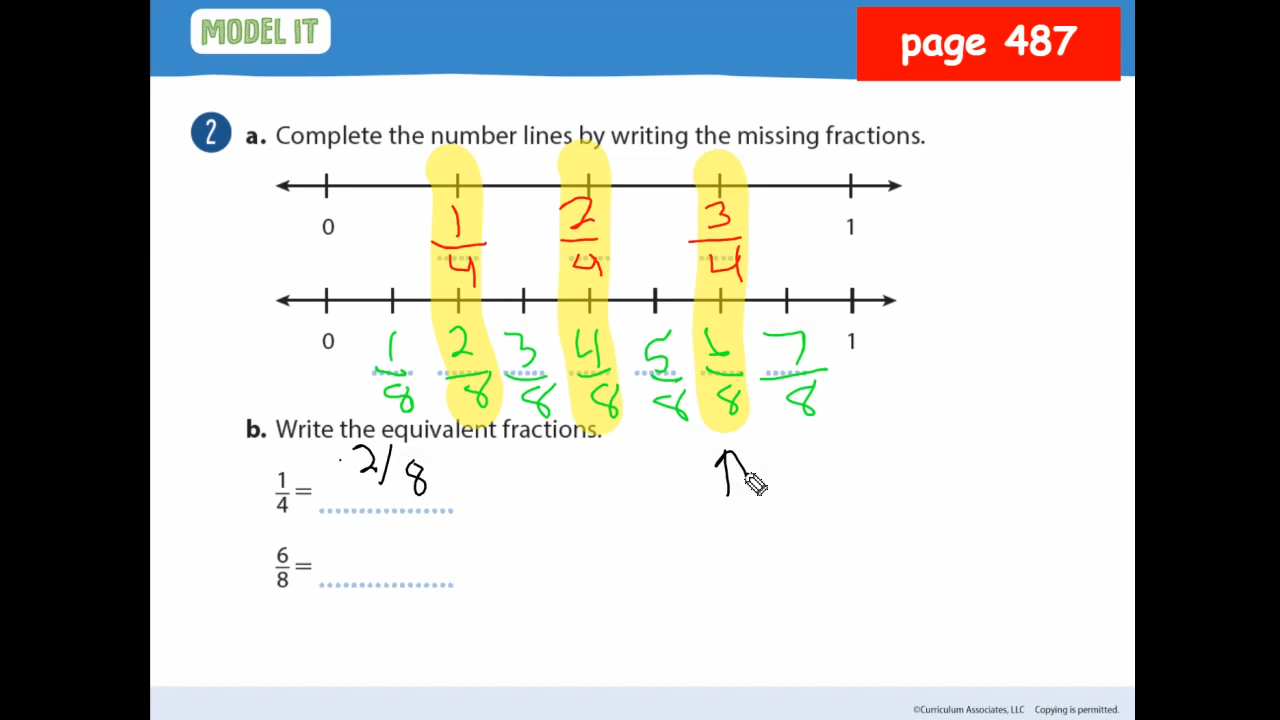 MODEL IT
page 487
2 a. Complete the number lines by writing the missing fractions.
0 1/4 2/4 3/4 1
0 1/8 2/8 3/8 4/8 5/8 6/8 7/8 1
b. Write the equivalent fractions.
1/4 = 2/8
6/8 =
©Curriculum Associates, LLC Copying is permitted.